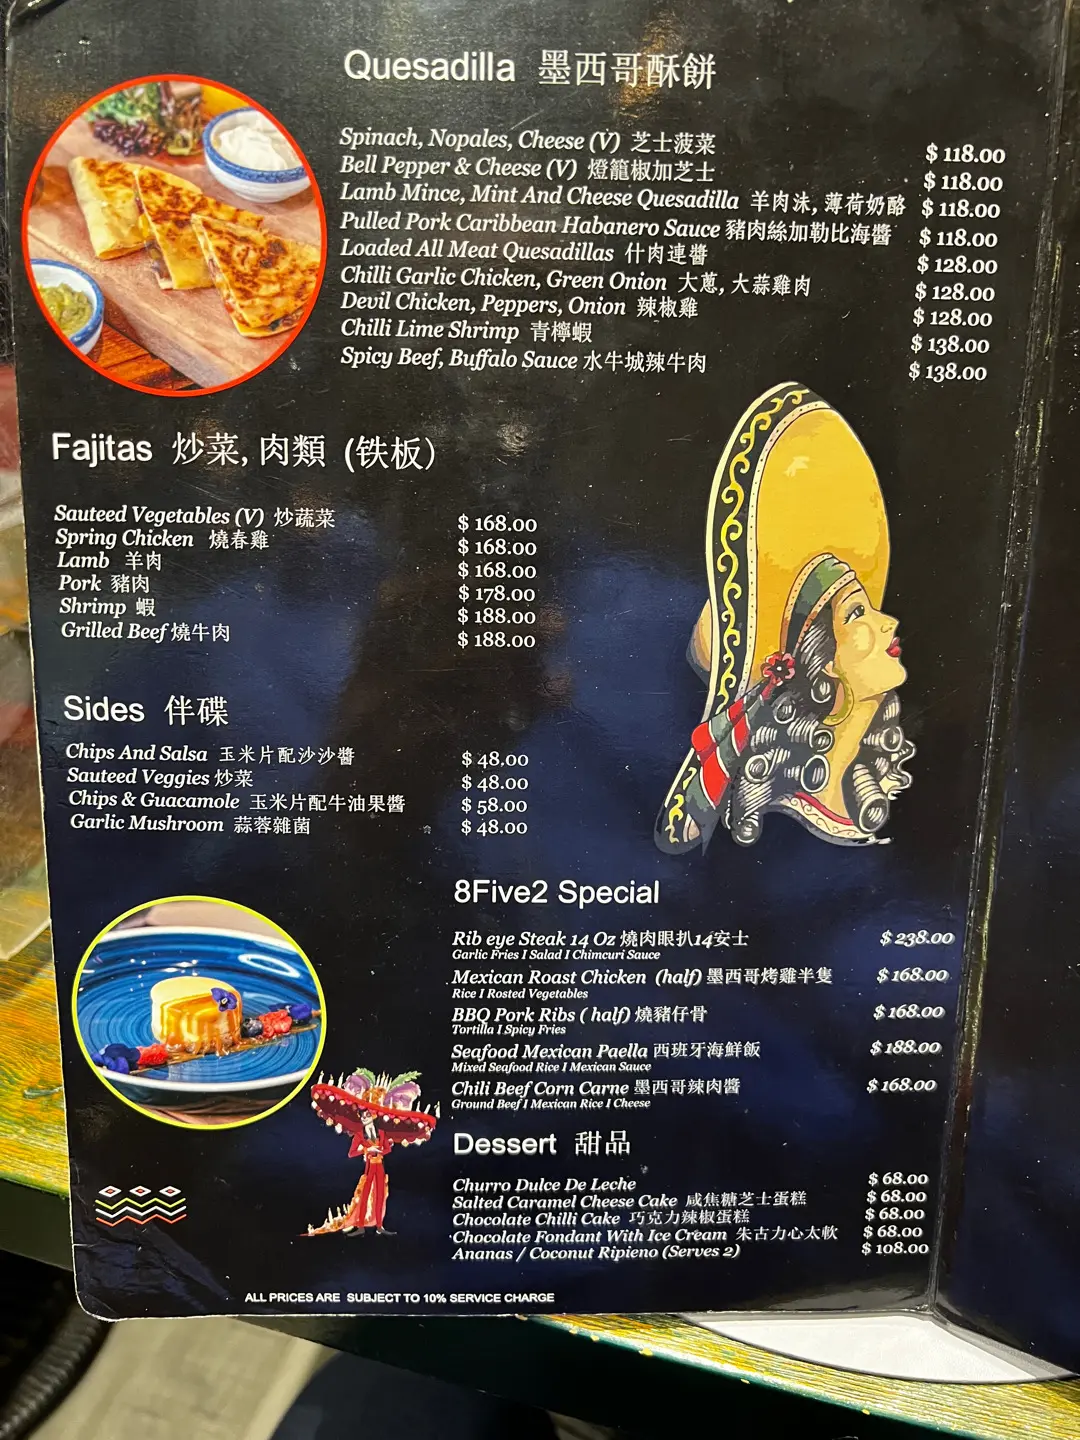 Quesadilla 墨西哥酥餅
Spinach, Nopales, Cheese (V) 芝士菠菜 $ 118.00
Bell Pepper & Cheese (V) 燈籠椒加芝士 $ 118.00
Lamb Mince, Mint And Cheese Quesadilla 羊肉沫, 薄荷奶酪 $ 118.00
Pulled Pork Caribbean Habanero Sauce 豬肉絲加勒比海醬 $ 118.00
Loaded All Meat Quesadillas 什肉連醬 $ 128.00
Chilli Garlic Chicken, Green Onion 大蔥, 大蒜雞肉 $ 128.00
Devil Chicken, Peppers, Onion 辣椒雞 $ 128.00
Chilli Lime Shrimp 青檸蝦 $ 138.00
Spicy Beef, Buffalo Sauce 水牛城辣牛肉 $ 138.00
Fajitas 炒菜, 肉類 (铁板)
Sauteed Vegetables (V) 炒蔬菜 $ 168.00
Spring Chicken 燒春雞 $ 168.00
Lamb 羊肉 $ 168.00
Pork 豬肉 $ 178.00
Shrimp 蝦 $ 188.00
Grilled Beef 燒牛肉 $ 188.00
Sides 伴碟
Chips And Salsa 玉米片配沙沙醬 $ 48.00
Sauteed Veggies 炒菜 $ 48.00
Chips & Guacamole 玉米片配牛油果醬 $ 58.00
Garlic Mushroom 蒜蓉雜菌 $ 48.00
8Five2 Special
Rib eye Steak 14 Oz 燒肉眼扒14安士 $ 238.00
Garlic Fries I Salad I Chimcuri Sauce
Mexican Roast Chicken (half) 墨西哥烤雞半隻 $ 168.00
Rice I Rosted Vegetables
BBQ Pork Ribs ( half) 燒豬仔骨 $ 168.00
Tortilla I Spicy Fries
Seafood Mexican Paella 西班牙海鮮飯 $ 188.00
Mixed Seafood Rice I Mexican Sauce
Chili Beef Corn Carne 墨西哥辣肉醬 $ 168.00
Ground Beef I Mexican Rice I Cheese
Dessert 甜品
Churro Dulce De Leche $ 68.00
Salted Caramel Cheese Cake 咸焦糖芝士蛋糕 $ 68.00
Chocolate Chilli Cake 巧克力辣椒蛋糕 $ 68.00
Chocolate Fondant With Ice Cream 朱古力心太軟 $ 68.00
Ananas / Coconut Ripieno (Serves 2) $ 108.00
ALL PRICES ARE SUBJECT TO 10% SERVICE CHARGE